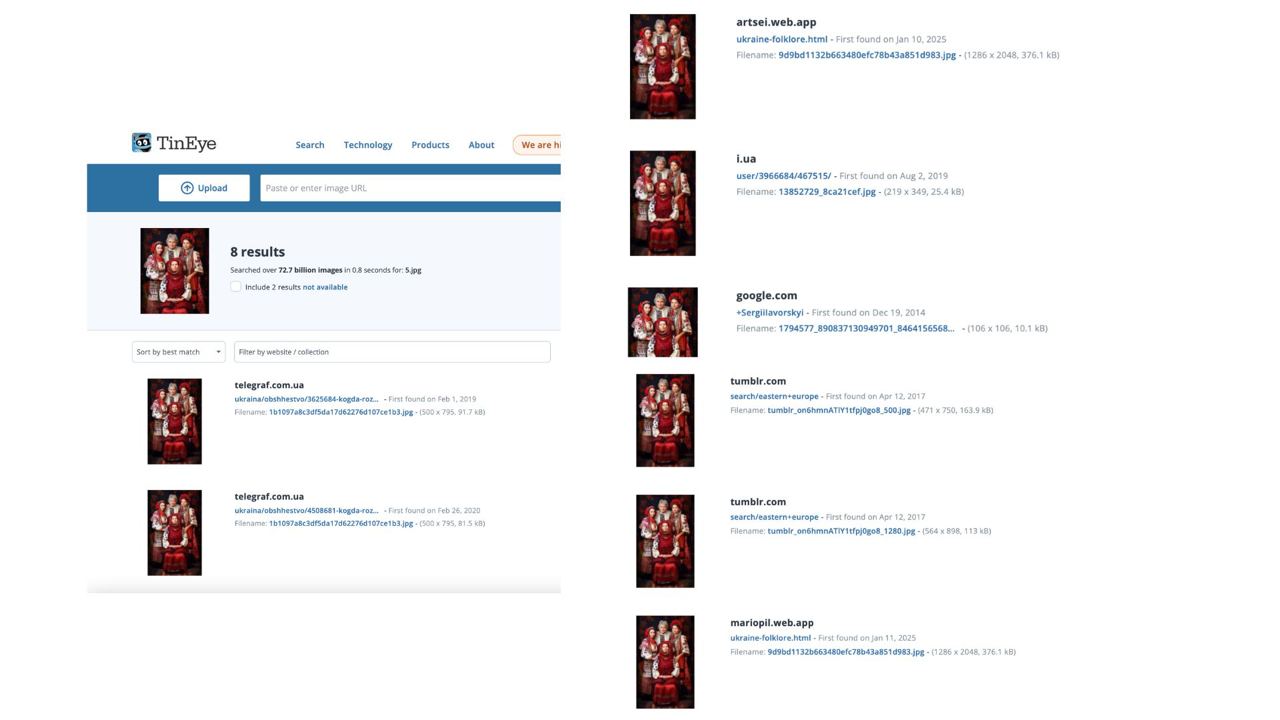 TinEye
Search Technology Products About We are hi
Upload Paste or enter image URL
8 results
Searched over 72.7 billion images in 0.8 seconds for: 5.jpg
Include 2 results not available
Sort by best match Filter by website / collection
telegraf.com.ua
ukraina/obshhestvo/3625684-kogda-roz... - First found on Feb 1, 2019
Filename: 1b1097a8c3df5da17d62276d107ce1b3.jpg - (500 x 795, 91.7 kB)
telegraf.com.ua
ukraina/obshhestvo/4508681-kogda-roz... - First found on Feb 26, 2020
Filename: 1b1097a8c3df5da17d62276d107ce1b3.jpg - (500 x 795, 81.5 kB)
artsei.web.app
ukraine-folklore.html - First found on Jan 10, 2025
Filename: 9d9bd1132b663480efc78b43a851d983.jpg - (1286 x 2048, 376.1 kB)
i.ua
user/3966684/467515/ - First found on Aug 2, 2019
Filename: 13852729_8ca21cef.jpg - (219 x 349, 25.4 kB)
google.com
+SergiiIavorskyi - First found on Dec 19, 2014
Filename: 1794577_890837130949701_8464156568... - (106 x 106, 10.1 kB)
tumblr.com
search/eastern+europe - First found on Apr 12, 2017
Filename: tumblr_on6hmnATlY1tfpj0go8_500.jpg - (471 x 750, 163.9 kB)
tumblr.com
search/eastern+europe - First found on Apr 12, 2017
Filename: tumblr_on6hmnATlY1tfpj0go8_1280.jpg - (564 x 898, 113 kB)
mariopil.web.app
ukraine-folklore.html - First found on Jan 11, 2025
Filename: 9d9bd1132b663480efc78b43a851d983.jpg - (1286 x 2048, 376.1 kB)